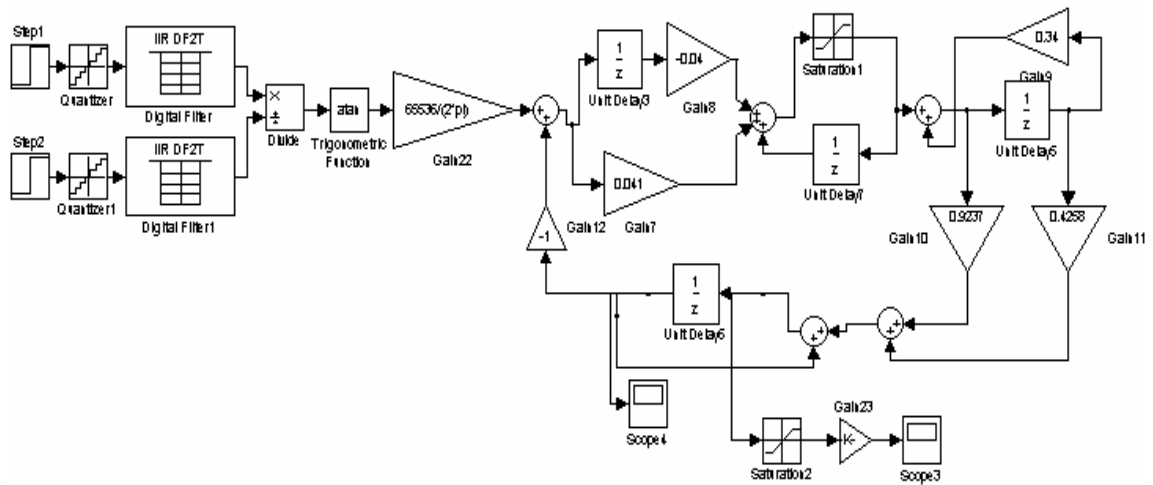 Step1
Quantizer
IIR DF2T
Digital Filter
Step2
Quantizer1
IIR DF2T
Digital Filter1
×
÷
Divide
atan
Trigonometric
Function
65536/(2*pi)
Gain22
+
+
-1
Gain12
1
z
Unit Delay3
-0.04
Gain8
0.041
Gain7
+
+
+
Saturation1
1
z
Unit Delay7
+
+
0.34
Gain9
1
z
Unit Delay5
0.9237
Gain10
0.4258
Gain11
+
+
+
+
1
z
Unit Delay6
Scope4
Saturation2
Gain23
K-
Scope3